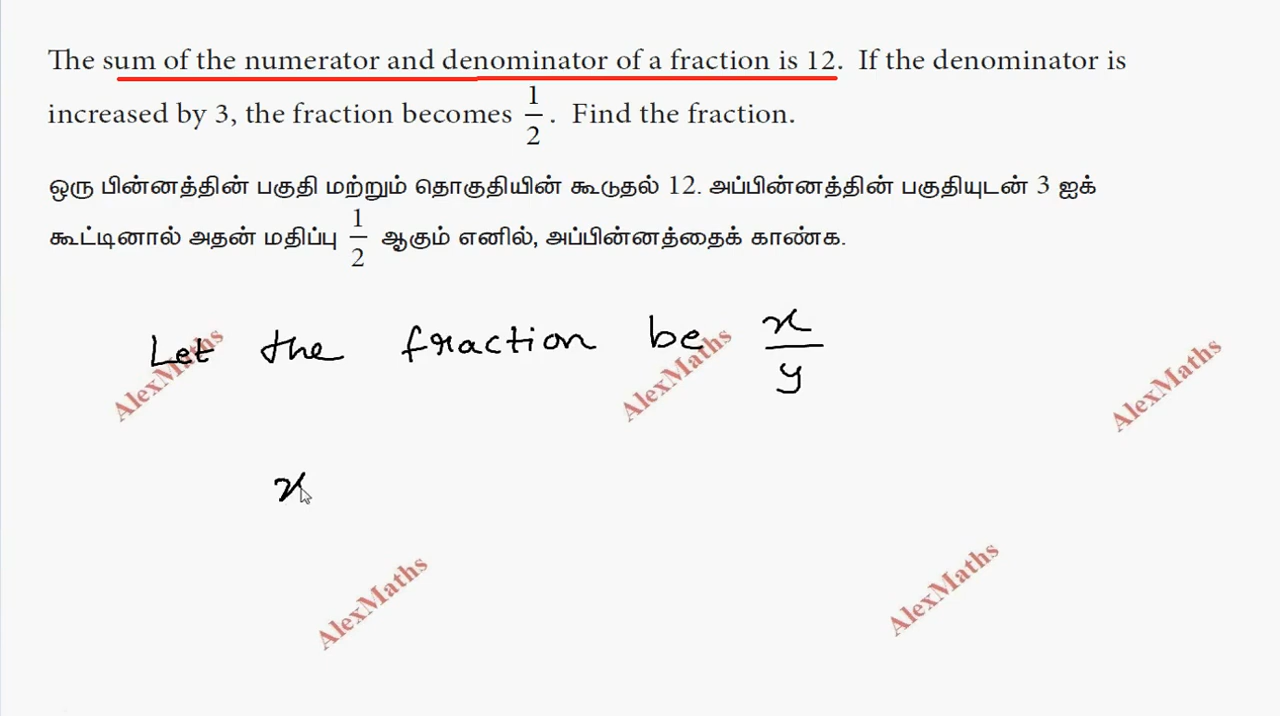 The sum of the numerator and denominator of a fraction is 12. If the denominator is
increased by 3, the fraction becomes 1/2. Find the fraction.
ஒரு பின்னத்தின் பகுதி மற்றும் தொகுதியின் கூடுதல் 12. அப்பின்னத்தின் பகுதியுடன் 3 ஐக்
கூட்டினால் அதன் மதிப்பு 1/2 ஆகும் எனில், அப்பின்னத்தைக் காண்க.
Let the fraction be x/y
AlexMaths AlexMaths AlexMaths
x
AlexMaths AlexMaths